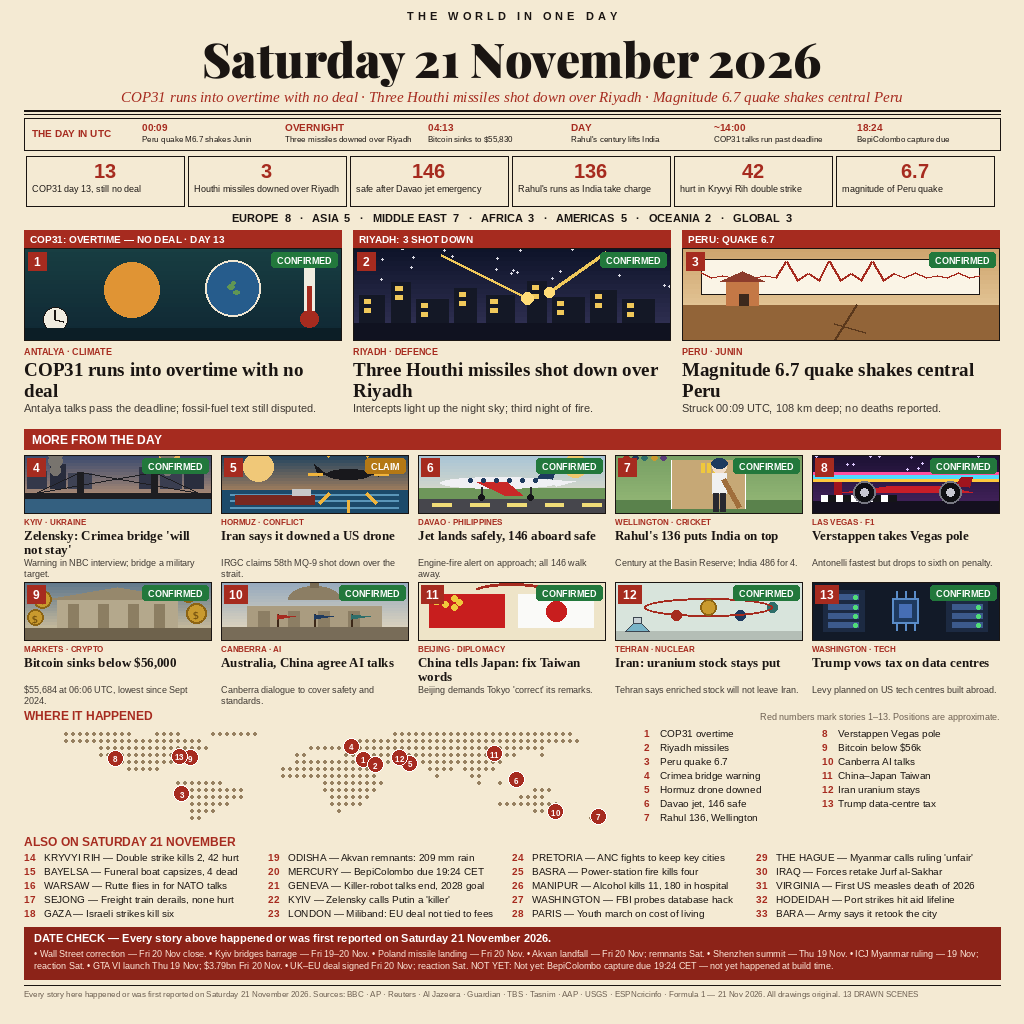 THE WORLD IN ONE DAY
Saturday 21 November 2026
COP31 runs into overtime with no deal · Three Houthi missiles shot down over Riyadh · Magnitude 6.7 quake shakes central Peru
THE DAY IN UTC
00:09
Peru quake M6.7 shakes Junin
OVERNIGHT
Three missiles downed over Riyadh
04:13
Bitcoin sinks to $55,830
DAY
Rahul's century lifts India
~14:00
COP31 talks run past deadline
18:24
BepiColombo capture due
13
COP31 day 13, still no deal
3
Houthi missiles downed over Riyadh
146
safe after Davao jet emergency
136
Rahul's runs as India take charge
42
hurt in Kryvyi Rih double strike
6.7
magnitude of Peru quake
EUROPE 8 · ASIA 5 · MIDDLE EAST 7 · AFRICA 3 · AMERICAS 5 · OCEANIA 2 · GLOBAL 3
COP31: OVERTIME — NO DEAL · DAY 13
1
CONFIRMED
ANTALYA · CLIMATE
COP31 runs into overtime with no
deal
Antalya talks pass the deadline; fossil-fuel text still disputed.
RIYADH: 3 SHOT DOWN
2
CONFIRMED
RIYADH · DEFENCE
Three Houthi missiles shot down over
Riyadh
Intercepts light up the night sky; third night of fire.
PERU: QUAKE 6.7
3
CONFIRMED
PERU · JUNIN
Magnitude 6.7 quake shakes central
Peru
Struck 00:09 UTC, 108 km deep; no deaths reported.
MORE FROM THE DAY
4
CONFIRMED
KYIV · UKRAINE
Zelensky: Crimea bridge 'will
not stay'
Warning in NBC interview; bridge a military
target.
5
CLAIM
HORMUZ · CONFLICT
Iran says it downed a US drone
IRGC claims 58th MQ-9 shot down over the
strait.
6
CONFIRMED
DAVAO · PHILIPPINES
Jet lands safely, 146 aboard safe
Engine-fire alert on approach; all 146 walk
away.
7
CONFIRMED
WELLINGTON · CRICKET
Rahul's 136 puts India on top
Century at the Basin Reserve; India 486 for 4.
8
CONFIRMED
LAS VEGAS · F1
Verstappen takes Vegas pole
Antonelli fastest but drops to sixth on penalty.
9
CONFIRMED
$
$
MARKETS · CRYPTO
Bitcoin sinks below $56,000
$55,684 at 06:06 UTC, lowest since Sept
2024.
10
CONFIRMED
CANBERRA · AI
Australia, China agree AI talks
Canberra dialogue to cover safety and
standards.
11
CONFIRMED
BEIJING · DIPLOMACY
China tells Japan: fix Taiwan
words
Beijing demands Tokyo 'correct' its remarks.
12
CONFIRMED
TEHRAN · NUCLEAR
Iran: uranium stock stays put
Tehran says enriched stock will not leave Iran.
13
CONFIRMED
WASHINGTON · TECH
Trump vows tax on data centres
Levy planned on US tech centres built abroad.
WHERE IT HAPPENED
Red numbers mark stories 1–13. Positions are approximate.
8
13
9
3
4
1
2
12
5
11
6
10
7
1 COP31 overtime
2 Riyadh missiles
3 Peru quake 6.7
4 Crimea bridge warning
5 Hormuz drone claim
6 Davao jet, 146 safe
7 Rahul 136, Wellington
8 Verstappen Vegas pole
9 Bitcoin below $56k
10 Canberra AI talks
11 China–Japan Taiwan
12 Iran uranium stays
13 Trump data-centre tax
ALSO ON SATURDAY 21 NOVEMBER
14 KRYVYI RIH — Double strike kills 2, 42 hurt
15 BAYELSA — Funeral boat capsizes, 4 dead
16 WARSAW — Rutte flies in for NATO talks
17 SEJONG — Freight train derails, none hurt
18 GAZA — Israeli strikes kill six
19 ODISHA — Akvan remnants: 209 mm rain
20 MERCURY — BepiColombo due 19:24 CET
21 GENEVA — Killer-robot talks end, 2028 goal
22 KYIV — Zelensky calls Putin a 'killer'
23 LONDON — Miliband: EU deal not tied to fees
24 PRETORIA — ANC fights to keep key cities
25 BASRA — Power-station fire kills four
26 MANIPUR — Alcohol kills 11, 180 in hospital
27 WASHINGTON — FBI probes database hack
28 PARIS — Youth march on cost of living
29 THE HAGUE — Myanmar calls ruling 'unfair'
30 IRAQ — Forces retake Jurf al-Sakhar
31 VIRGINIA — First US measles death of 2026
32 HODEIDAH — Port strikes hit aid lifeline
33 BARA — Army says it retook the city
DATE CHECK — Every story above happened or was first reported on Saturday 21 November 2026.
• Wall Street correction — Fri 20 Nov close. • Kyiv bridges barrage — Fri 19–20 Nov. • Poland missile landing — Fri 20 Nov. • Akvan landfall — Fri 20 Nov; remnants Sat. • Shenzhen summit — Thu 19 Nov. • ICJ Myanmar ruling — 19 Nov;
reaction Sat. • GTA VI launch Thu 19 Nov; $3.79bn Fri 20 Nov. • UK–EU deal signed Fri 20 Nov; reaction Sat. NOT YET: Not yet: BepiColombo capture due 19:24 CET — not yet happened at build time.
Every story here happened or was first reported on Saturday 21 November 2026. Sources: BBC · AP · Reuters · Al Jazeera · Guardian · TBS · Tasnim · AAP · USGS · ESPNcricinfo · Formula 1 — 21 Nov 2026. All drawings original, 13 DRAWN SCENES